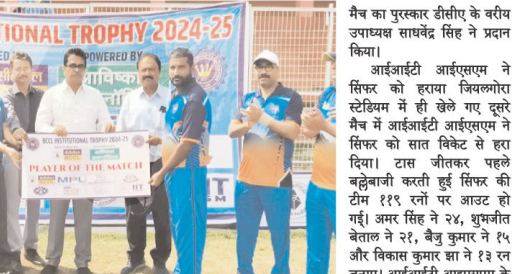 TIONAL TROPHY 2024-25
POWERED BY
BCCL INSTITUTIONAL TROPHY 2024-25
PLAYER OF THE MATCH
MPL
मैच का पुरस्कार डीसीए के वरीय
उपाध्यक्ष साधवेंद्र सिंह ने प्रदान
किया।
आईआईटी आईएसएम ने
सिंफर को हराया जियलगोरा
स्टेडियम में ही खेले गए दूसरे
मैच में आईआईटी आईएसएम ने
सिंफर को सात विकेट से हरा
दिया। टास जीतकर पहले
बल्लेबाजी करती हुई सिंफर की
टीम ११९ रनों पर आउट हो
गई। अमर सिंह ने २४, शुभजीत
बेताल ने २१, बैजु कुमार ने १५
और विकास कुमार झा ने १३ रन